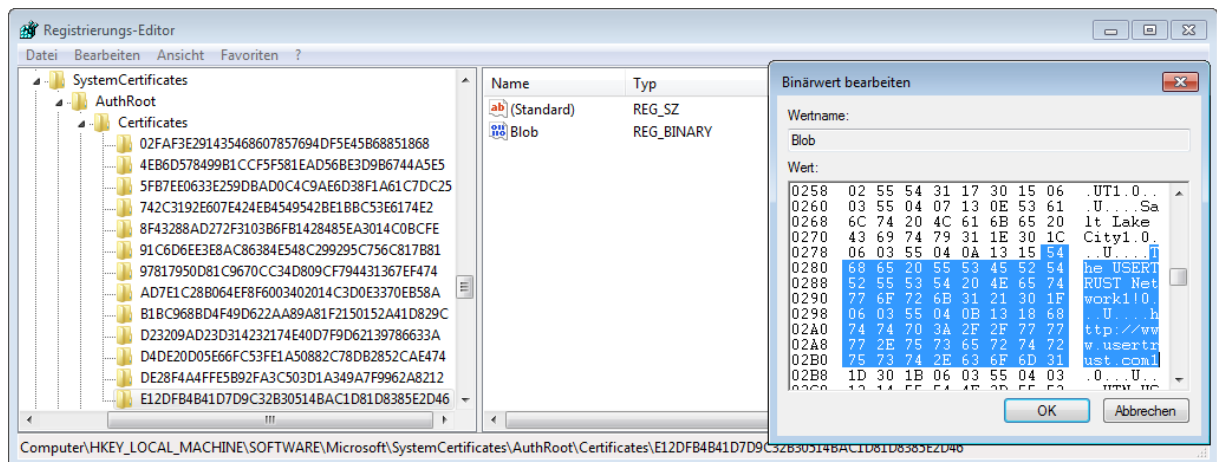 Registrierungs-Editor
Datei Bearbeiten Ansicht Favoriten ?
SystemCertificates
AuthRoot
Certificates
02FAF3E291435468607857694DF5E45B68851868
4EB6D578499B1CCF5F581EAD56BE3D9B6744A5E5
5FB7EE0633E259DBAD0C4C9AE6D38F1A61C7DC25
742C3192E607E424EB4549542BE1BBC53E6174E2
8F43288AD272F3103B6FB1428485EA3014C0BCFE
91C6D6EE3E8AC86384E548C299295C756C817B81
97817950D81C9670CC34D809CF794431367EF474
AD7E1C28B064EF8F6003402014C3D0E3370EB58A
B1BC968BD4F49D622AA89A81F2150152A41D829C
D23209AD23D314232174E40D7F9D62139786633A
D4DE20D05E66FC53FE1A50882C78DB2852CAE474
DE28F4A4FFE5B92FA3C503D1A349A7F9962A8212
E12DFB4B41D7D9C32B30514BAC1D81D8385E2D46
Name Typ
(Standard) REG_SZ
Blob REG_BINARY
Binärwert bearbeiten
Wertname:
Blob
Wert:
0258 02 55 54 31 17 30 15 06 .UT1.0..
0260 03 55 04 07 13 0E 53 61 .U....Sa
0268 6C 74 20 4C 61 6B 65 20 lt Lake
0270 43 69 74 79 31 1E 30 1C City1.0.
0278 06 03 55 04 0A 13 15 54 ..U....T
0280 68 65 20 55 53 45 52 54 he USERT
0288 52 55 53 54 20 4E 65 74 RUST Net
0290 77 6F 72 6B 31 21 30 1F work1!0.
0298 06 03 55 04 0B 13 18 68 ..U....h
02A0 74 74 70 3A 2F 2F 77 77 ttp://ww
02A8 77 2E 75 73 65 72 74 72 w.usertr
02B0 75 73 74 2E 63 6F 6D 31 ust.com1
02B8 1D 30 1B 06 03 55 04 03 .0...U..
OK Abbrechen
Computer\HKEY_LOCAL_MACHINE\SOFTWARE\Microsoft\SystemCertificates\AuthRoot\Certificates\E12DFB4B41D7D9C32B30514BAC1D81D8385E2D46